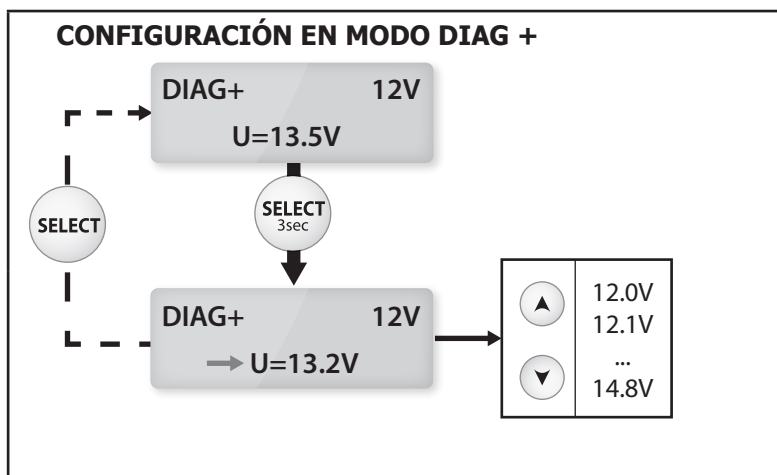 CONFIGURACIÓN EN MODO DIAG +
DIAG+ 12V
U=13.5V
SELECT
SELECT
3sec
DIAG+ 12V
U=13.2V
12.0V
12.1V
...
14.8V